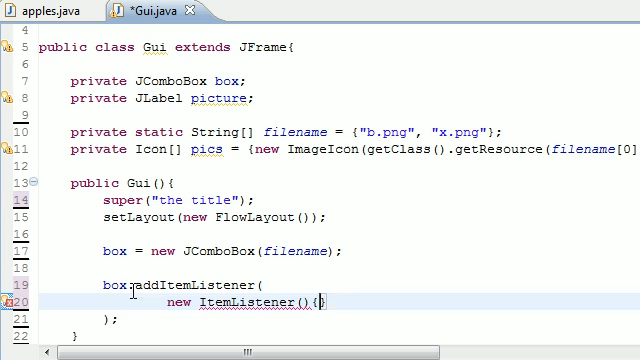 apples.java *Gui.java
4
5 public class Gui extends JFrame{
6
7 private JComboBox box;
8 private JLabel picture;
9
10 private static String[] filename = {"b.png", "x.png"};
11 private Icon[] pics = {new ImageIcon(getClass().getResource(filename[0]
12
13 public Gui(){
14 super("the title");
15 setLayout(new FlowLayout());
16
17 box = new JComboBox(filename);
18
19 box.addItemListener(
20 new ItemListener(){}
21 );
22 }